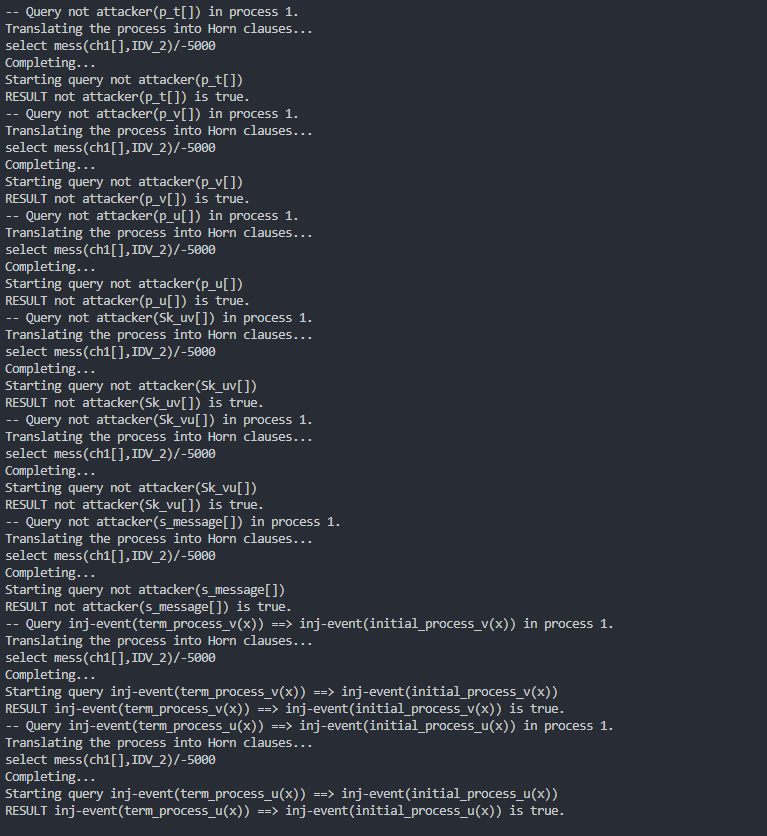 -- Query not attacker(p_t[]) in process 1.
Translating the process into Horn clauses...
select mess(ch1[],IDV_2)/-5000
Completing...
Starting query not attacker(p_t[])
RESULT not attacker(p_t[]) is true.
-- Query not attacker(p_v[]) in process 1.
Translating the process into Horn clauses...
select mess(ch1[],IDV_2)/-5000
Completing...
Starting query not attacker(p_v[])
RESULT not attacker(p_v[]) is true.
-- Query not attacker(p_u[]) in process 1.
Translating the process into Horn clauses...
select mess(ch1[],IDV_2)/-5000
Completing...
Starting query not attacker(p_u[])
RESULT not attacker(p_u[]) is true.
-- Query not attacker(Sk_uv[]) in process 1.
Translating the process into Horn clauses...
select mess(ch1[],IDV_2)/-5000
Completing...
Starting query not attacker(Sk_uv[])
RESULT not attacker(Sk_uv[]) is true.
-- Query not attacker(Sk_vu[]) in process 1.
Translating the process into Horn clauses...
select mess(ch1[],IDV_2)/-5000
Completing...
Starting query not attacker(Sk_vu[])
RESULT not attacker(Sk_vu[]) is true.
-- Query not attacker(s_message[]) in process 1.
Translating the process into Horn clauses...
select mess(ch1[],IDV_2)/-5000
Completing...
Starting query not attacker(s_message[])
RESULT not attacker(s_message[]) is true.
-- Query inj-event(term_process_v(x)) ==> inj-event(initial_process_v(x)) in process 1.
Translating the process into Horn clauses...
select mess(ch1[],IDV_2)/-5000
Completing...
Starting query inj-event(term_process_v(x)) ==> inj-event(initial_process_v(x))
RESULT inj-event(term_process_v(x)) ==> inj-event(initial_process_v(x)) is true.
-- Query inj-event(term_process_u(x)) ==> inj-event(initial_process_u(x)) in process 1.
Translating the process into Horn clauses...
select mess(ch1[],IDV_2)/-5000
Completing...
Starting query inj-event(term_process_u(x)) ==> inj-event(initial_process_u(x))
RESULT inj-event(term_process_u(x)) ==> inj-event(initial_process_u(x)) is true.